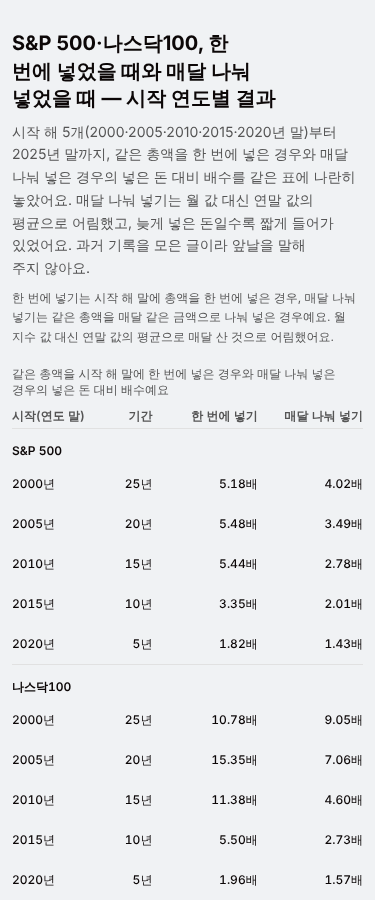 S&P 500·나스닥100, 한
번에 넣었을 때와 매달 나눠
넣었을 때 — 시작 연도별 결과
시작 해 5개(2000·2005·2010·2015·2020년 말)부터
2025년 말까지, 같은 총액을 한 번에 넣은 경우와 매달
나눠 넣은 경우의 넣은 돈 대비 배수를 같은 표에 나란히
놓았어요. 매달 나눠 넣기는 월 값 대신 연말 값의
평균으로 어림했고, 늦게 넣은 돈일수록 짧게 들어가
있었어요. 과거 기록을 모은 글이라 앞날을 말해
주지 않아요.
한 번에 넣기는 시작 해 말에 총액을 한 번에 넣은 경우, 매달 나눠
넣기는 같은 총액을 매달 같은 금액으로 나눠 넣은 경우예요. 월
지수 값 대신 연말 값의 평균으로 매달 산 것으로 어림했어요.
같은 총액을 시작 해 말에 한 번에 넣은 경우와 매달 나눠 넣은
경우의 넣은 돈 대비 배수예요
시작(연도 말) 기간 한 번에 넣기 매달 나눠 넣기
S&P 500
2000년 25년 5.18배 4.02배
2005년 20년 5.48배 3.49배
2010년 15년 5.44배 2.78배
2015년 10년 3.35배 2.01배
2020년 5년 1.82배 1.43배
나스닥100
2000년 25년 10.78배 9.05배
2005년 20년 15.35배 7.06배
2010년 15년 11.38배 4.60배
2015년 10년 5.50배 2.73배
2020년 5년 1.96배 1.57배